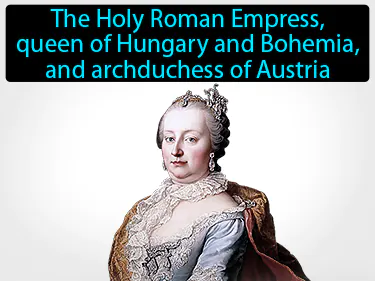 The Holy Roman Empress,
queen of Hungary and Bohemia,
and archduchess of Austria